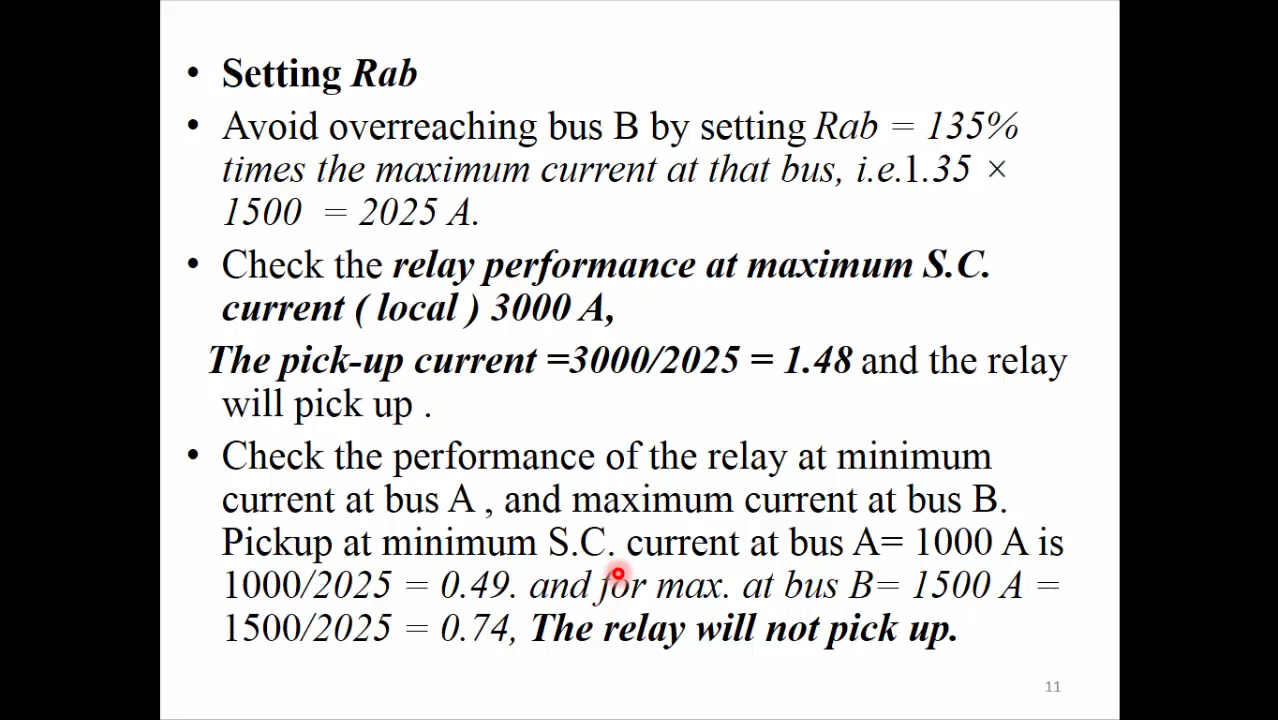 • Setting Rab
• Avoid overreaching bus B by setting Rab = 135%
times the maximum current at that bus, i.e.1.35 ×
1500 = 2025 A.
• Check the relay performance at maximum S.C.
current ( local ) 3000 A,
The pick-up current =3000/2025 = 1.48 and the relay
will pick up .
• Check the performance of the relay at minimum
current at bus A , and maximum current at bus B.
Pickup at minimum S.C. current at bus A= 1000 A is
1000/2025 = 0.49. and for max. at bus B= 1500 A =
1500/2025 = 0.74, The relay will not pick up.
11